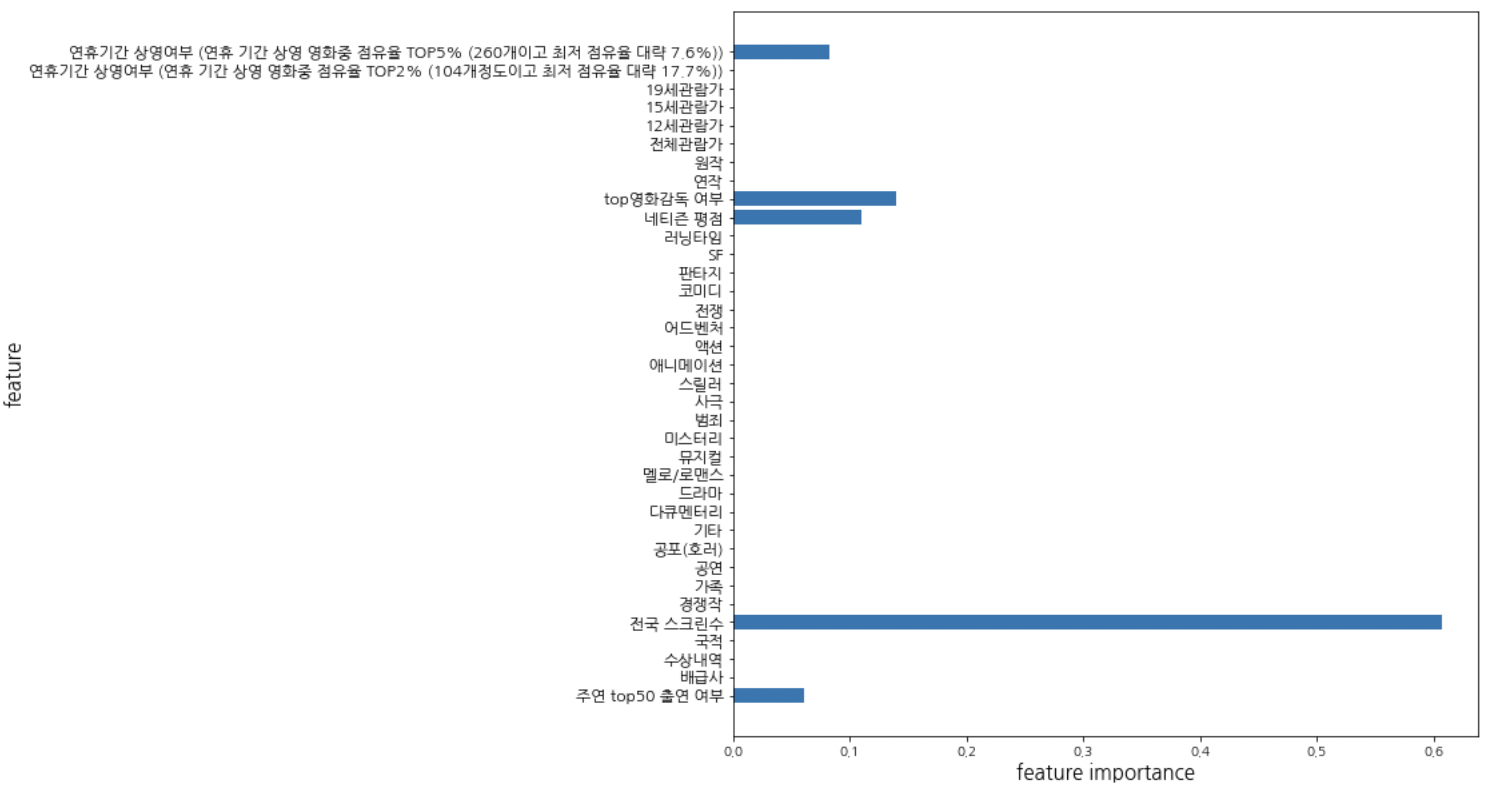 연휴기간 상영여부 (연휴 기간 상영 영화중 점유율 TOP5% (260개이고 최저 점유율 대략 7.6%))
연휴기간 상영여부 (연휴 기간 상영 영화중 점유율 TOP2% (104개정도이고 최저 점유율 대략 17.7%))
19세관람가
15세관람가
12세관람가
전체관람가
원작
연작
top영화감독 여부
네티즌 평점
러닝타임
SF
판타지
코미디
전쟁
어드벤처
액션
애니메이션
스릴러
사극
범죄
미스터리
뮤지컬
멜로/로맨스
드라마
다큐멘터리
기타
공포(호러)
공연
가족
경쟁작
전국 스크린수
국적
수상내역
배급사
주연 top50 출연 여부
feature
0.0 0.1 0.2 0.3 0.4 0.5 0.6
feature importance